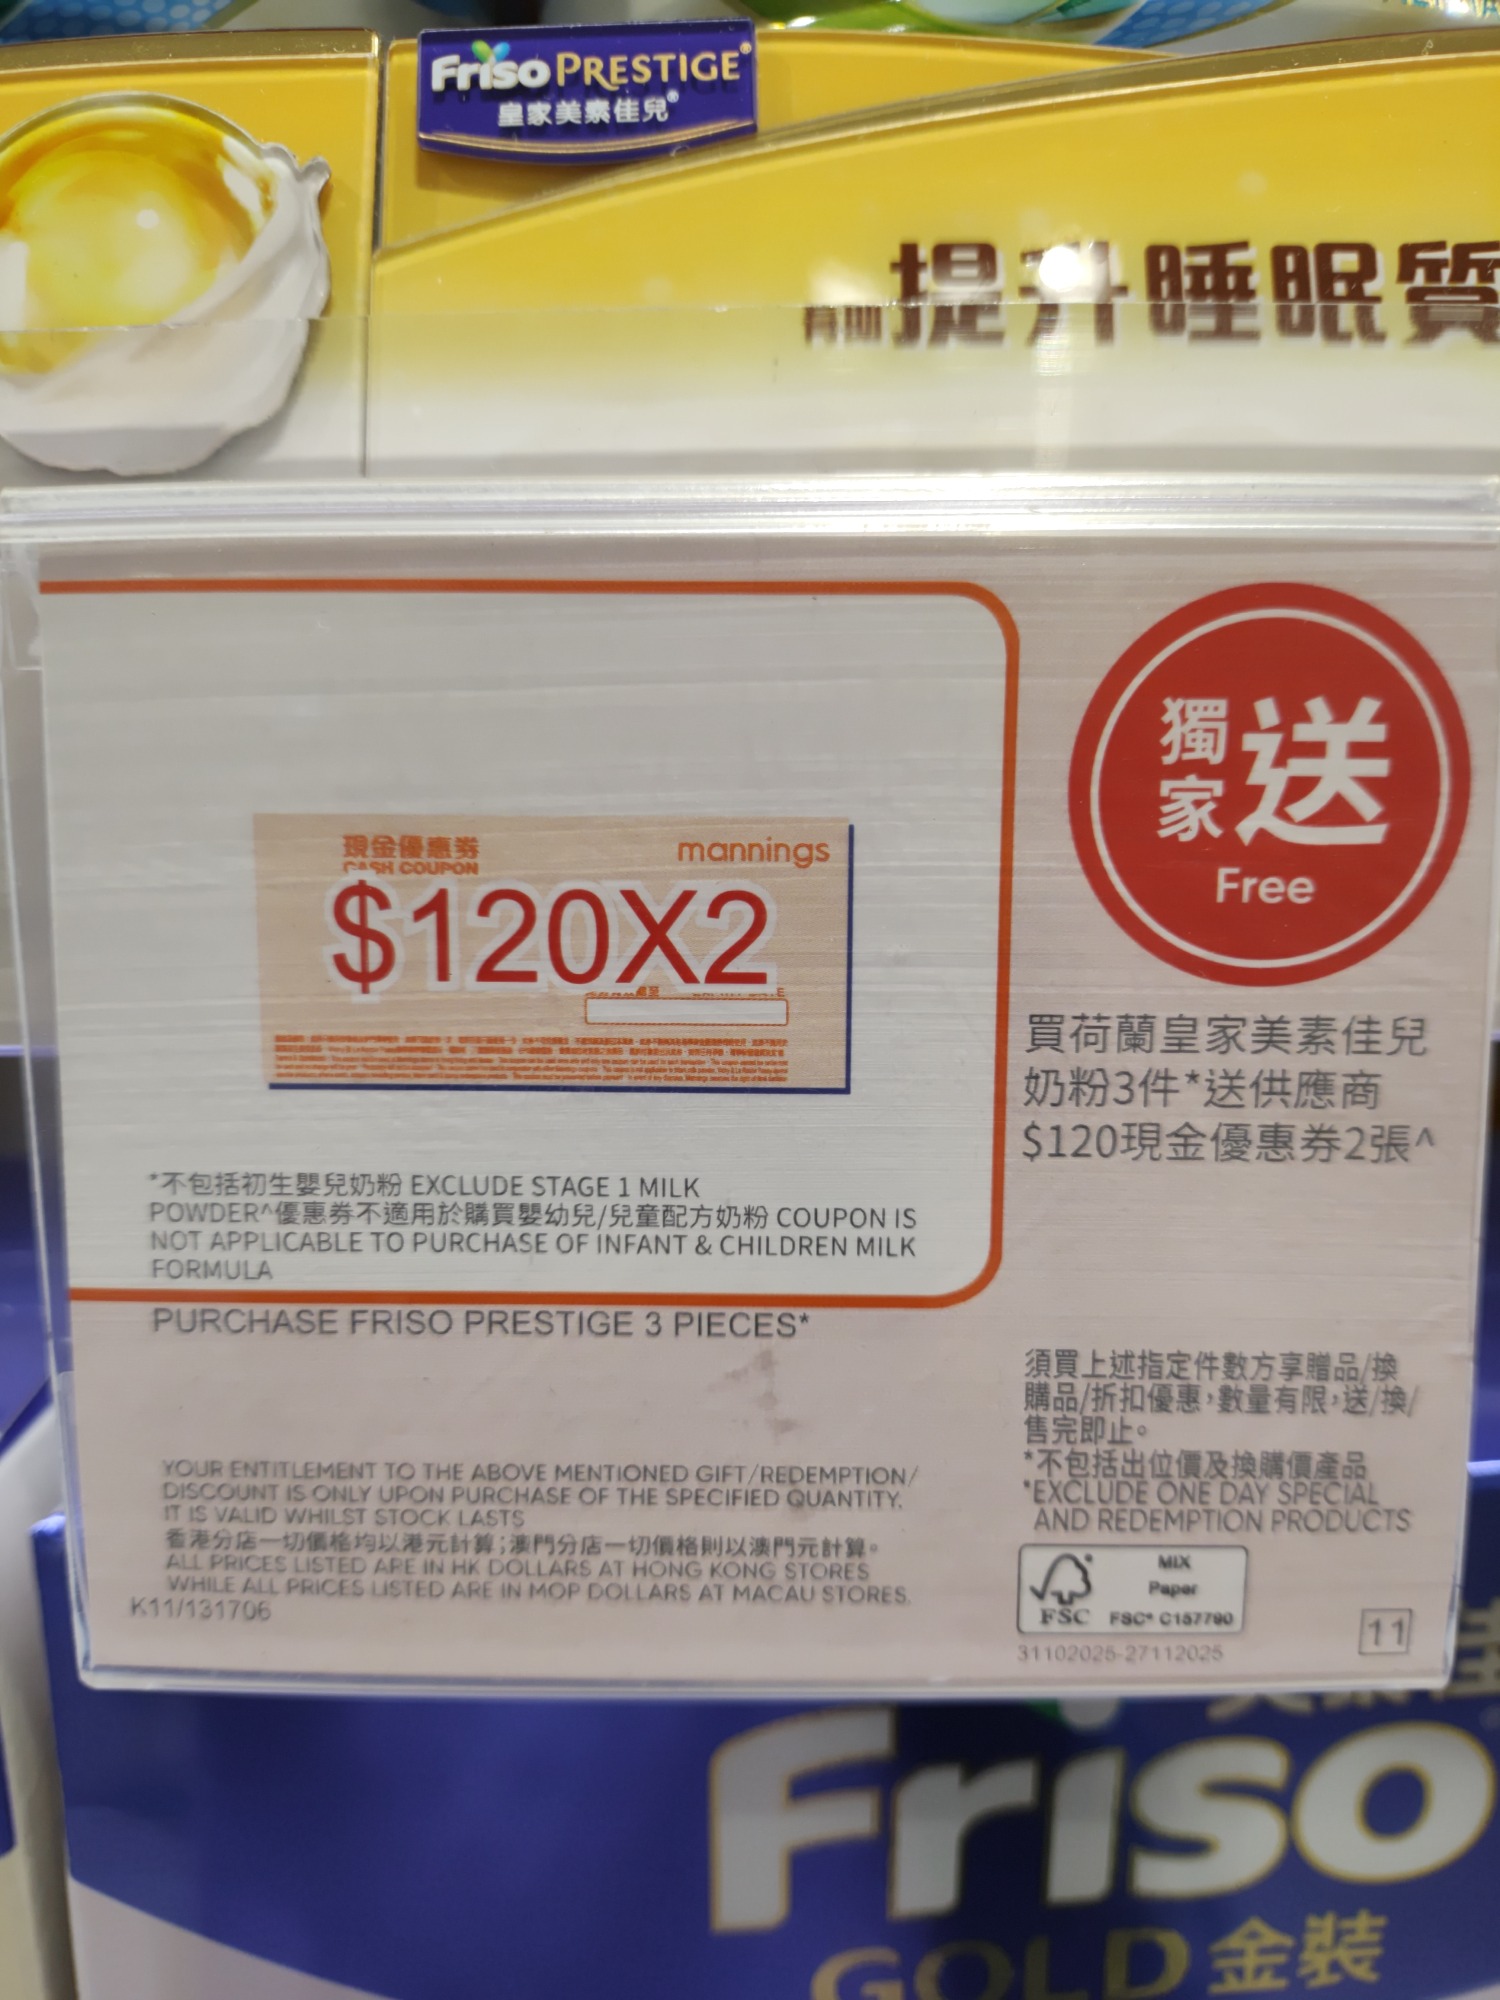 Friso PRESTIGE®
皇家美素佳兒®
提升睡眠質
獨家送
Free
現金優惠券
CASH COUPON
mannings
$120X2
買荷蘭皇家美素佳兒
奶粉3件*送供應商
$120現金優惠券2張^
*不包括初生嬰兒奶粉 EXCLUDE STAGE 1 MILK
POWDER^優惠券不適用於購買嬰幼兒/兒童配方奶粉 COUPON IS
NOT APPLICABLE TO PURCHASE OF INFANT & CHILDREN MILK
FORMULA
PURCHASE FRISO PRESTIGE 3 PIECES*
須買上述指定件數方享贈品/換
購品/折扣優惠，數量有限，送/換/
售完即止。
*不包括出位價及換購價產品
*EXCLUDE ONE DAY SPECIAL
AND REDEMPTION PRODUCTS
YOUR ENTITLEMENT TO THE ABOVE MENTIONED GIFT/REDEMPTION/
DISCOUNT IS ONLY UPON PURCHASE OF THE SPECIFIED QUANTITY.
IT IS VALID WHILST STOCK LASTS
香港分店一切價格均以港元計算；澳門分店一切價格則以澳門元計算。
ALL PRICES LISTED ARE IN HK DOLLARS AT HONG KONG STORES
WHILE ALL PRICES LISTED ARE IN MOP DOLLARS AT MACAU STORES.
K11/131706
FSC
MIX
Paper
FSC® C157790
31102025-27112025
11
Friso
GOLD 金裝